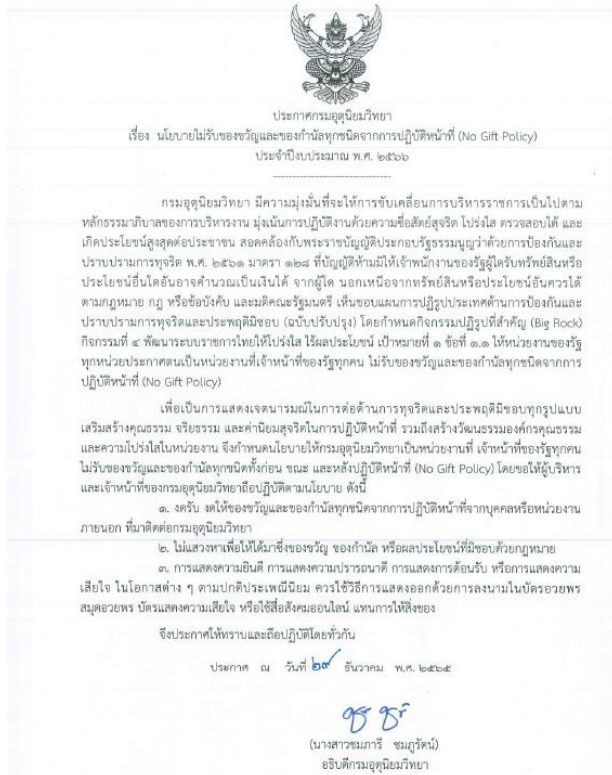 ประกาศกรมอุตุนิยมวิทยา
เรื่อง นโยบายไม่รับของขวัญและของกำนัลทุกชนิดจากการปฏิบัติหน้าที่ (No Gift Policy)
ประจำปีงบประมาณ พ.ศ. ๒๕๖๖
-------------------------------
กรมอุตุนิยมวิทยา มีความมุ่งมั่นที่จะให้การขับเคลื่อนการบริหารราชการเป็นไปตาม
หลักธรรมาภิบาลของการบริหารงาน มุ่งเน้นการปฏิบัติงานด้วยความซื่อสัตย์สุจริต โปร่งใส ตรวจสอบได้ และ
เกิดประโยชน์สูงสุดต่อประชาชน สอดคล้องกับพระราชบัญญัติประกอบรัฐธรรมนูญว่าด้วยการป้องกันและ
ปราบปรามการทุจริต พ.ศ. ๒๕๖๑ มาตรา ๑๒๘ ที่บัญญัติห้ามมิให้เจ้าพนักงานของรัฐผู้ใดรับทรัพย์สินหรือ
ประโยชน์อื่นใดอันอาจคำนวณเป็นเงินได้ จากผู้ใด นอกเหนือจากทรัพย์สินหรือประโยชน์อันควรได้
ตามกฎหมาย กฎ หรือข้อบังคับ และมติคณะรัฐมนตรี เห็นชอบแผนการปฏิรูปประเทศด้านการป้องกันและ
ปราบปรามการทุจริตและประพฤติมิชอบ (ฉบับปรับปรุง) โดยกำหนดกิจกรรมปฏิรูปที่สำคัญ (Big Rock)
กิจกรรมที่ ๔ พัฒนาระบบราชการไทยให้โปร่งใส ไร้ผลประโยชน์ เป้าหมายที่ ๑ ข้อที่ ๑.๑ ให้หน่วยงานของรัฐ
ทุกหน่วยประกาศตนเป็นหน่วยงานที่เจ้าหน้าที่ของรัฐทุกคน ไม่รับของขวัญและของกำนัลทุกชนิดจากการ
ปฏิบัติหน้าที่ (No Gift Policy)
เพื่อเป็นการแสดงเจตนารมณ์ในการต่อต้านการทุจริตและประพฤติมิชอบทุกรูปแบบ
เสริมสร้างคุณธรรม จริยธรรม และค่านิยมสุจริตในการปฏิบัติหน้าที่ รวมถึงสร้างวัฒนธรรมองค์กรคุณธรรม
และความโปร่งใสในหน่วยงาน จึงกำหนดนโยบายให้กรมอุตุนิยมวิทยาเป็นหน่วยงานที่ เจ้าหน้าที่ของรัฐทุกคน
ไม่รับของขวัญและของกำนัลทุกชนิดทั้งก่อน ขณะ และหลังปฏิบัติหน้าที่ (No Gift Policy) โดยขอให้ผู้บริหาร
และเจ้าหน้าที่ของกรมอุตุนิยมวิทยาถือปฏิบัติตามนโยบาย ดังนี้
๑. งดรับ งดให้ของขวัญและของกำนัลทุกชนิดจากการปฏิบัติหน้าที่จากบุคคลหรือหน่วยงาน
ภายนอก ที่มาติดต่อกรมอุตุนิยมวิทยา
๒. ไม่แสวงหาเพื่อให้ได้มาซึ่งของขวัญ ของกำนัล หรือผลประโยชน์ที่มิชอบด้วยกฎหมาย
๓. การแสดงความยินดี การแสดงความปรารถนาดี การแสดงการต้อนรับ หรือการแสดงความ
เสียใจ ในโอกาสต่าง ๆ ตามปกติประเพณีนิยม ควรใช้วิธีการแสดงออกด้วยการลงนามในบัตรอวยพร
สมุดอวยพร บัตรแสดงความเสียใจ หรือใช้สื่อสังคมออนไลน์ แทนการให้สิ่งของ
จึงประกาศให้ทราบและถือปฏิบัติโดยทั่วกัน
ประกาศ ณ วันที่ ๒๙ ธันวาคม พ.ศ. ๒๕๖๕
(นางสาวชมภารี ชมภูรัตน์)
อธิบดีกรมอุตุนิยมวิทยา